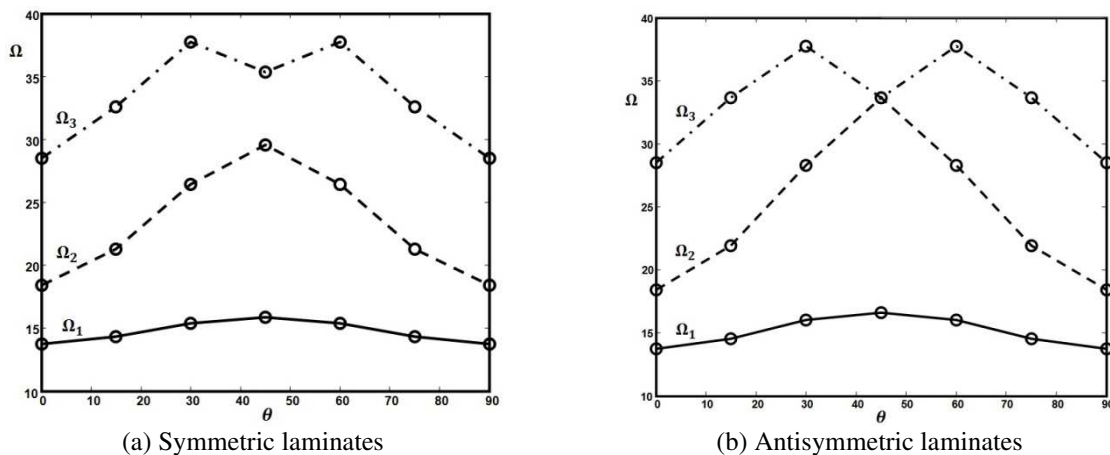 40
35
30
25
20
15
10
Ω
Ω₃
Ω₂
Ω₁
0 10 20 30 40 50 60 70 80 90
θ
(a) Symmetric laminates
40
35
30
25
20
15
10
Ω
Ω₃
Ω₂
Ω₁
0 10 20 30 40 50 60 70 80 90
θ
(b) Antisymmetric laminates